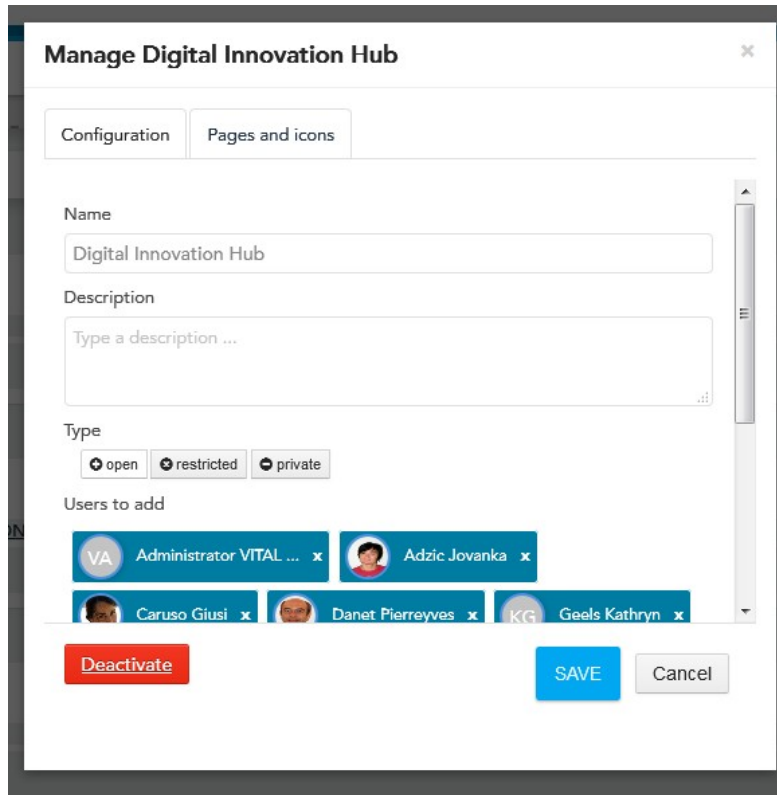 Manage Digital Innovation Hub ×
Configuration Pages and icons
Name
Digital Innovation Hub
Description
Type a description ...
Type
open restricted private
Users to add
VA Administrator VITAL ... x Adzic Jovanka x
Caruso Giusi x Danet Pierreyves x KG Geels Kathryn x
Deactivate SAVE Cancel